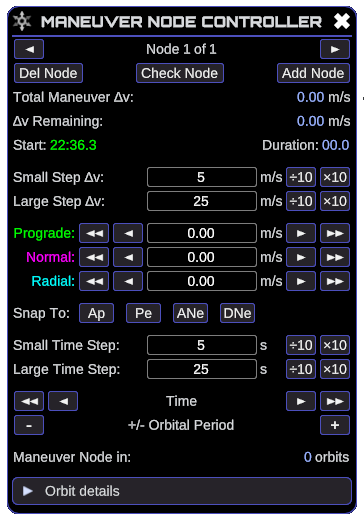 MANEUVER NODE CONTROLLER ✖
◄ Node 1 of 1 ►
Del Node Check Node Add Node
Total Maneuver Δv: 0.00 m/s
Δv Remaining: 0.00 m/s
Start: 22:36.3 Duration: 00.0
Small Step Δv: 5 m/s ÷10 ×10
Large Step Δv: 25 m/s ÷10 ×10
Prograde: ◄◄ ◄ 0.00 m/s ► ►►
Normal: ◄◄ ◄ 0.00 m/s ► ►►
Radial: ◄◄ ◄ 0.00 m/s ► ►►
Snap To: Ap Pe ANe DNe
Small Time Step: 5 s ÷10 ×10
Large Time Step: 25 s ÷10 ×10
◄◄ ◄ Time ► ►►
- +/- Orbital Period +
Maneuver Node in: 0 orbits
► Orbit details